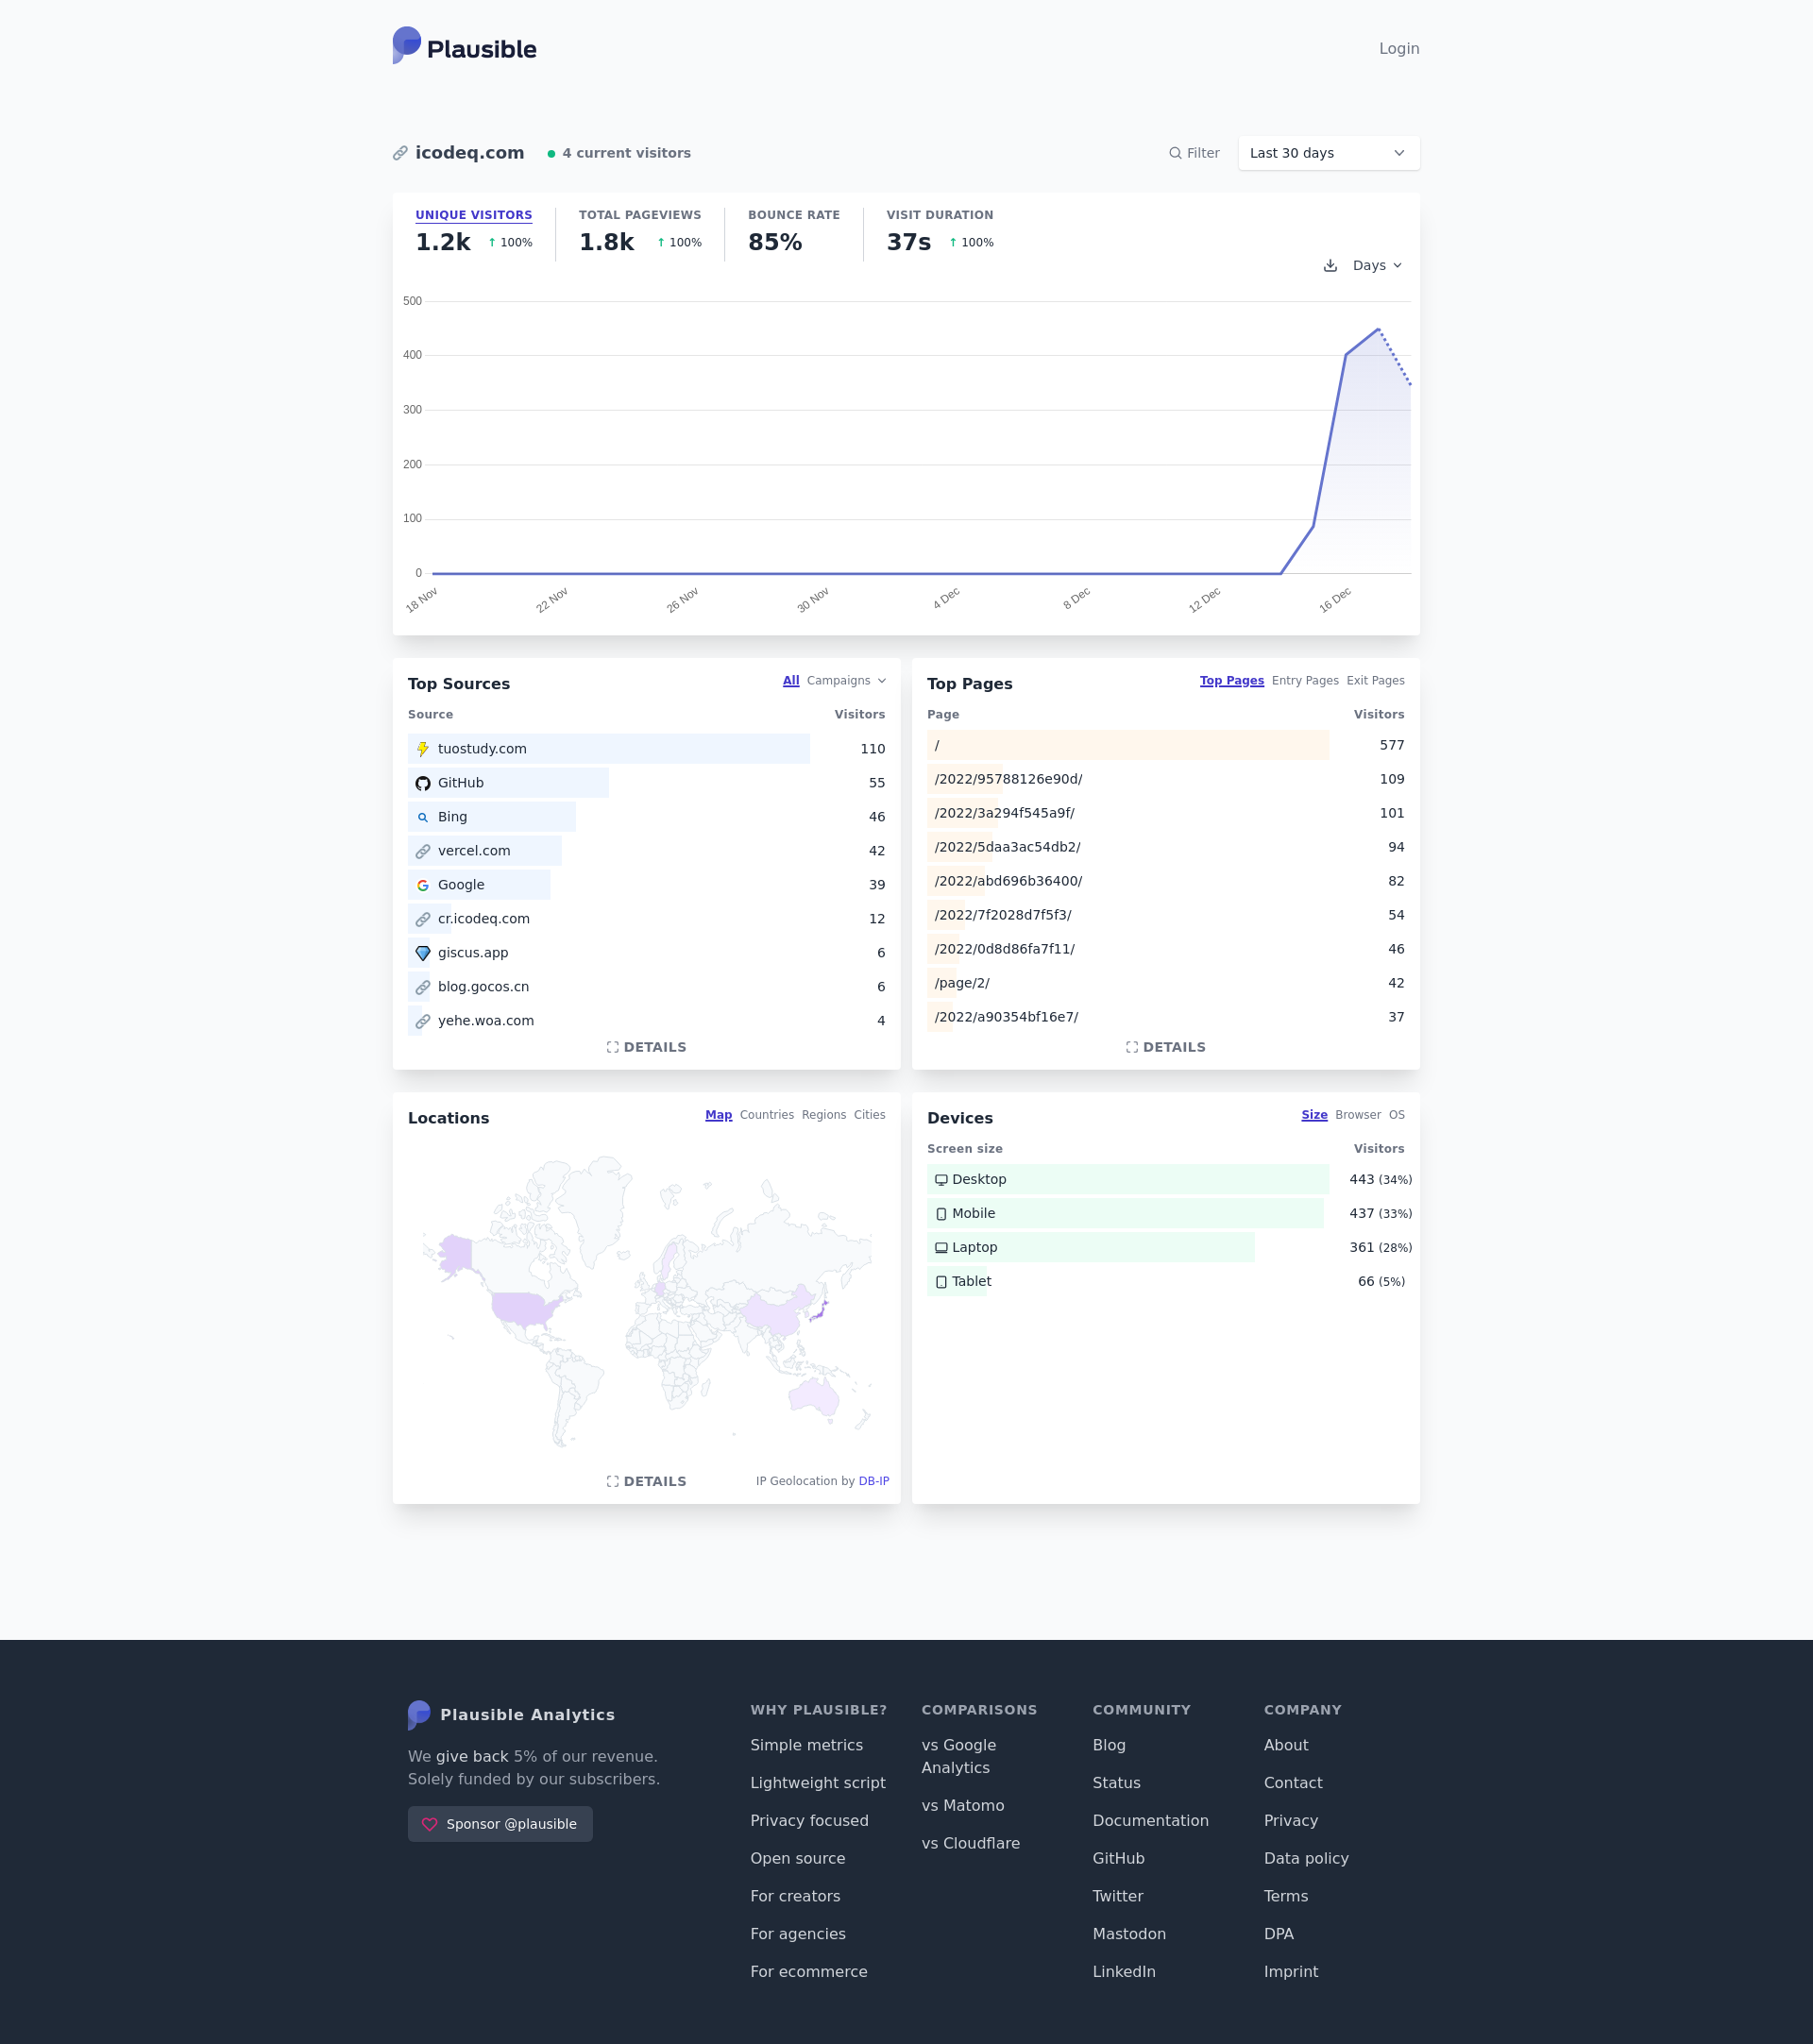 Plausible
Login
icodeq.com
4 current visitors
Filter
Last 30 days
UNIQUE VISITORS
1.2k ↑ 100%
TOTAL PAGEVIEWS
1.8k ↑ 100%
BOUNCE RATE
85%
VISIT DURATION
37s ↑ 100%
Days
500
400
300
200
100
0
18 Nov
22 Nov
26 Nov
30 Nov
4 Dec
8 Dec
12 Dec
16 Dec
Top Sources
All Campaigns
Source Visitors
tuostudy.com 110
GitHub 55
Bing 46
vercel.com 42
Google 39
cr.icodeq.com 12
giscus.app 6
blog.gocos.cn 6
yehe.woa.com 4
DETAILS
Top Pages
Top Pages Entry Pages Exit Pages
Page Visitors
/ 577
/2022/95788126e90d/ 109
/2022/3a294f545a9f/ 101
/2022/5daa3ac54db2/ 94
/2022/abd696b36400/ 82
/2022/7f2028d7f5f3/ 54
/2022/0d8d86fa7f11/ 46
/page/2/ 42
/2022/a90354bf16e7/ 37
DETAILS
Locations
Map Countries Regions Cities
DETAILS
IP Geolocation by DB-IP
Devices
Size Browser OS
Screen size Visitors
Desktop 443 (34%)
Mobile 437 (33%)
Laptop 361 (28%)
Tablet 66 (5%)
Plausible Analytics
We give back 5% of our revenue.
Solely funded by our subscribers.
Sponsor @plausible
WHY PLAUSIBLE?
Simple metrics
Lightweight script
Privacy focused
Open source
For creators
For agencies
For ecommerce
COMPARISONS
vs Google
Analytics
vs Matomo
vs Cloudflare
COMMUNITY
Blog
Status
Documentation
GitHub
Twitter
Mastodon
LinkedIn
COMPANY
About
Contact
Privacy
Data policy
Terms
DPA
Imprint